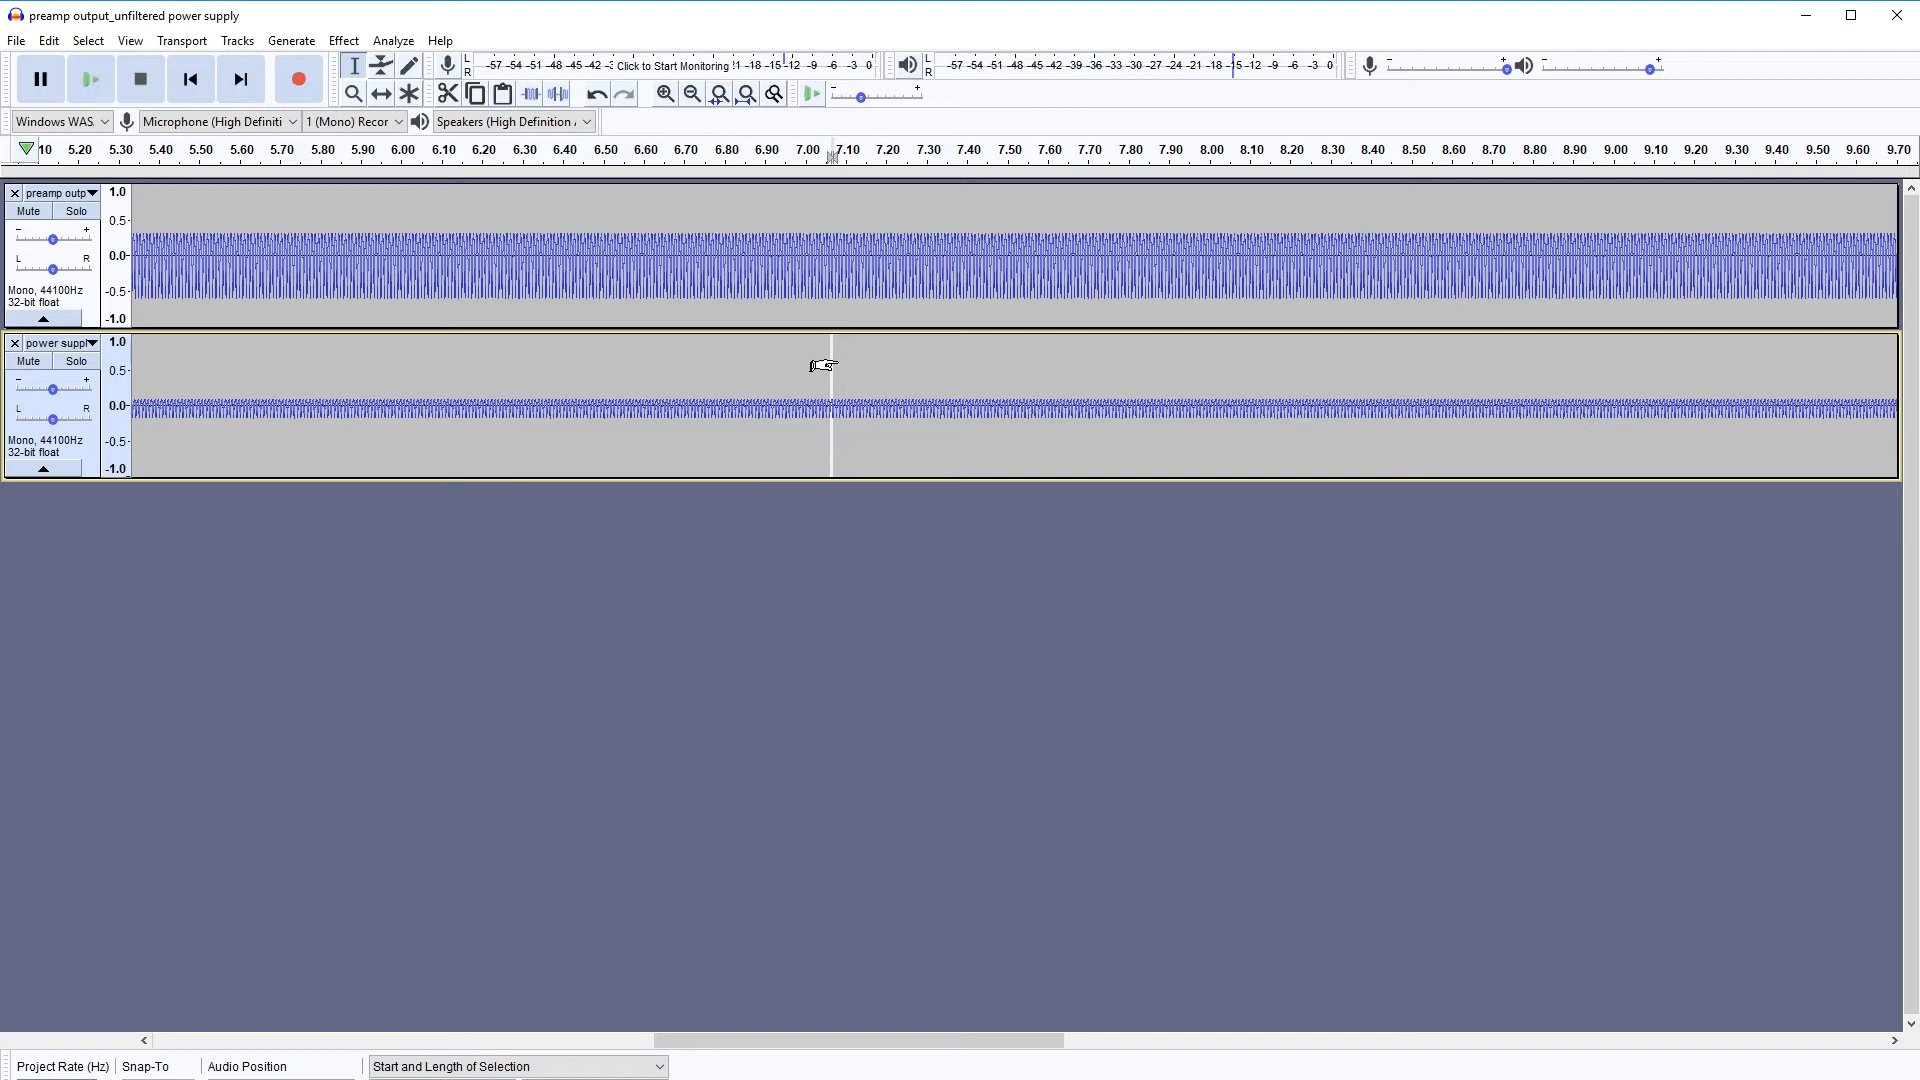 preamp output_unfiltered power supply
File Edit Select View Transport Tracks Generate Effect Analyze Help
L
R
-57 -54 -51 -48 -45 -42 Click to Start Monitoring -18 -15 -12 -9 -6 -3 0
L
R
-57 -54 -51 -48 -45 -42 -39 -36 -33 -30 -27 -24 -21 -18 -15 -12 -9 -6 -3 0
- +
- +
- +
Windows WAS Microphone (High Definiti 1 (Mono) Recor Speakers (High Definition
10 5.20 5.30 5.40 5.50 5.60 5.70 5.80 5.90 6.00 6.10 6.20 6.30 6.40 6.50 6.60 6.70 6.80 6.90 7.00 7.10 7.20 7.30 7.40 7.50 7.60 7.70 7.80 7.90 8.00 8.10 8.20 8.30 8.40 8.50 8.60 8.70 8.80 8.90 9.00 9.10 9.20 9.30 9.40 9.50 9.60 9.70
preamp outp
Mute Solo
- +
L R
Mono, 44100Hz
32-bit float
1.0
0.5
0.0
-0.5
-1.0
power suppl
Mute Solo
- +
L R
Mono, 44100Hz
32-bit float
1.0
0.5
0.0
-0.5
-1.0
Project Rate (Hz) Snap-To Audio Position Start and Length of Selection